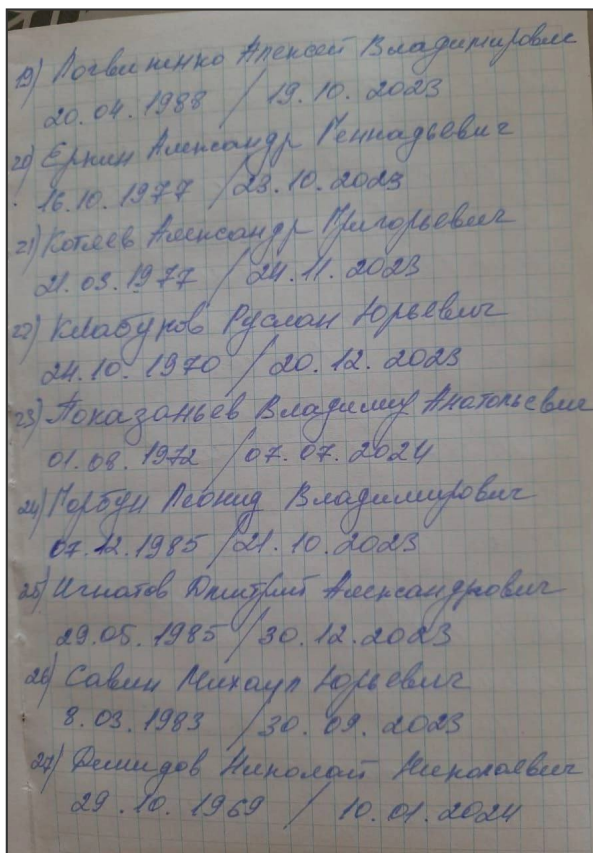 19) Логвиненко Алексей Владимирович
20.04.1988 / 19.10.2023
20) Еркин Александр Геннадьевич
16.10.1977 / 23.10.2023
21) Котяев Александр Григорьевич
21.03.1977 / 24.11.2023
22) Клабуков Руслан Юрьевич
24.10.1970 / 20.12.2023
23) Показаньев Владимир Анатольевич
01.08.1972 / 07.07.2024
24) Горбун Леонид Владимирович
07.12.1985 / 21.10.2023
25) Игнатов Дмитрий Александрович
29.05.1985 / 30.12.2023
26) Савин Михаил Юрьевич
8.03.1983 / 30.09.2023
27) Демидов Николай Николаевич
29.10.1969 / 10.01.2024